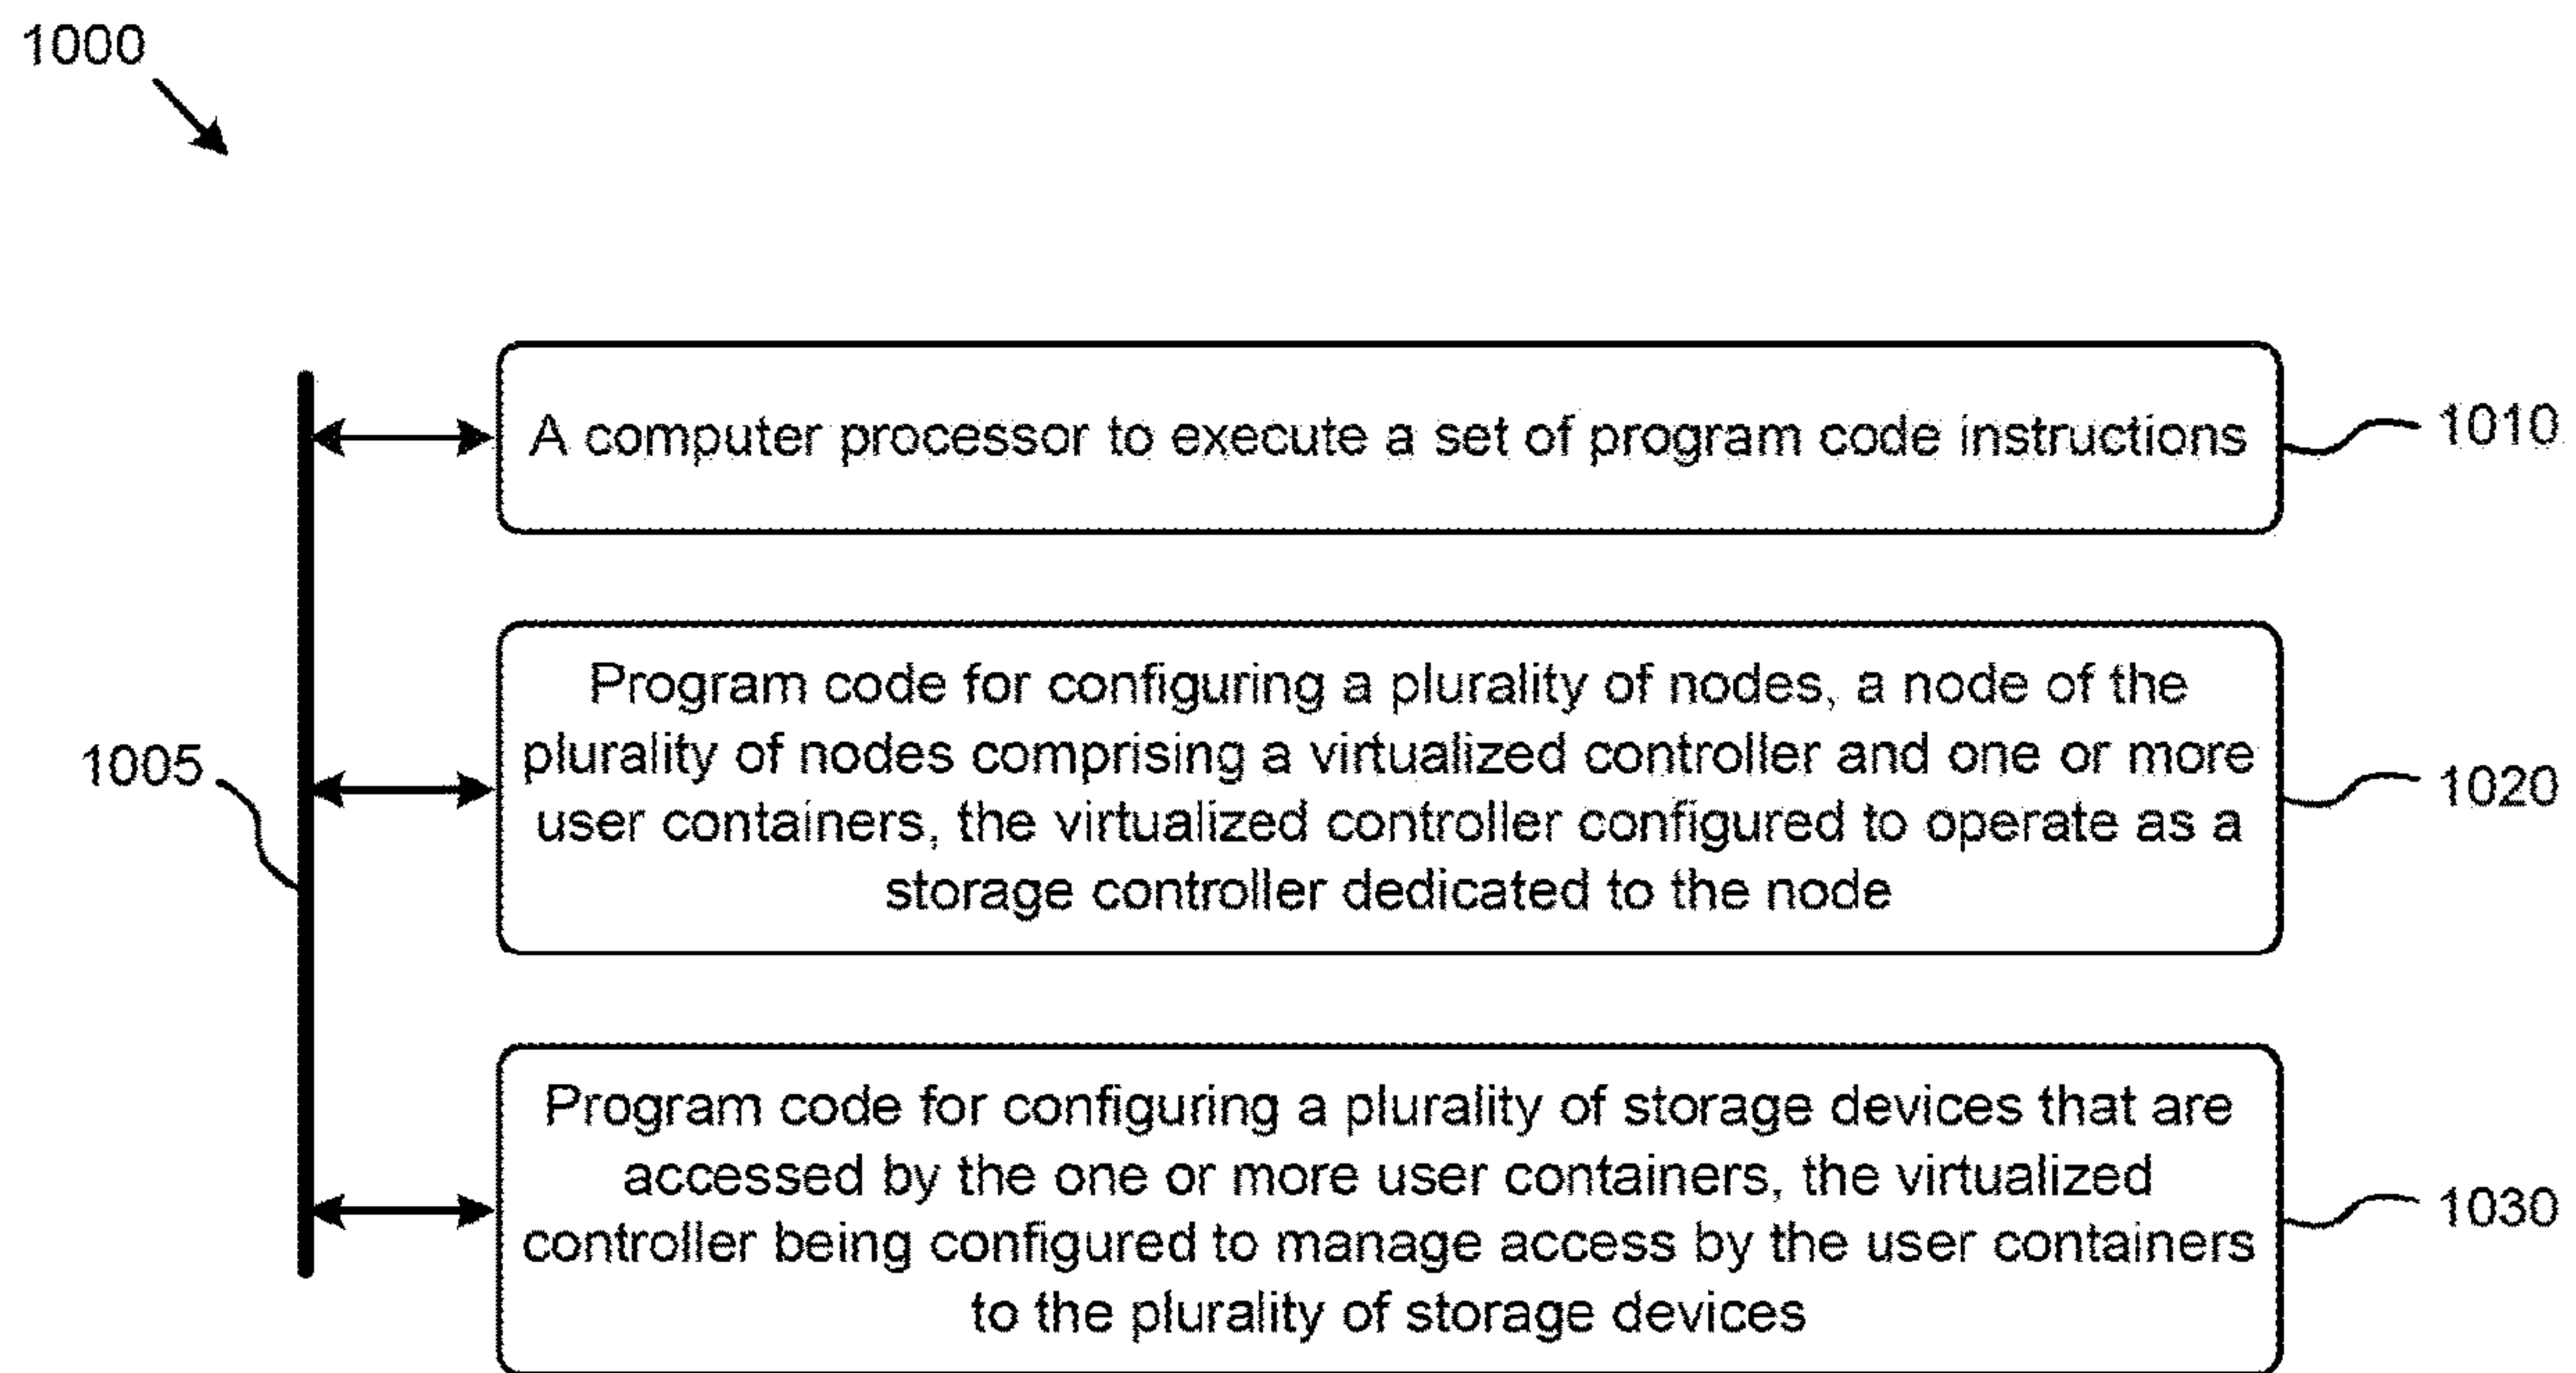 1000
A computer processor to execute a set of program code instructions
1010
Program code for configuring a plurality of nodes, a node of the
plurality of nodes comprising a virtualized controller and one or more
user containers, the virtualized controller configured to operate as a
storage controller dedicated to the node
1005
1020
Program code for configuring a plurality of storage devices that are
accessed by the one or more user containers, the virtualized
controller being configured to manage access by the user containers
to the plurality of storage devices
1030